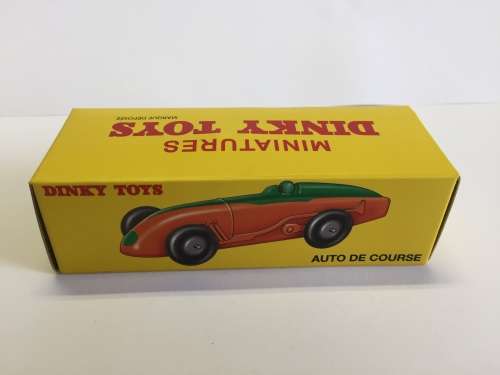 MINIATURES
DINKY TOYS
MARQUE DÉPOSÉE
DINKY TOYS
AUTO DE COURSE